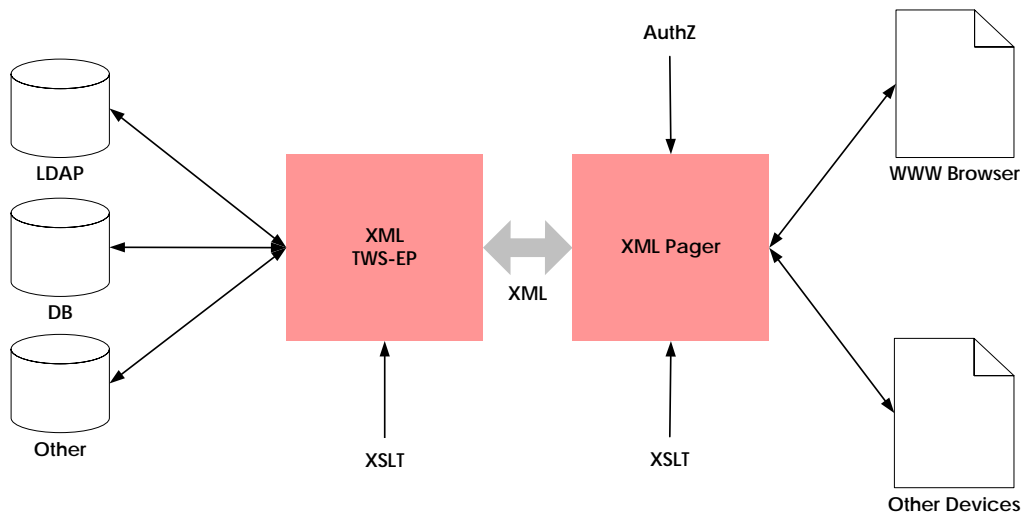 AuthZ
LDAP
WWW Browser
XML
TWS-EP
XML Pager
XML
DB
Other
XSLT
XSLT
Other Devices